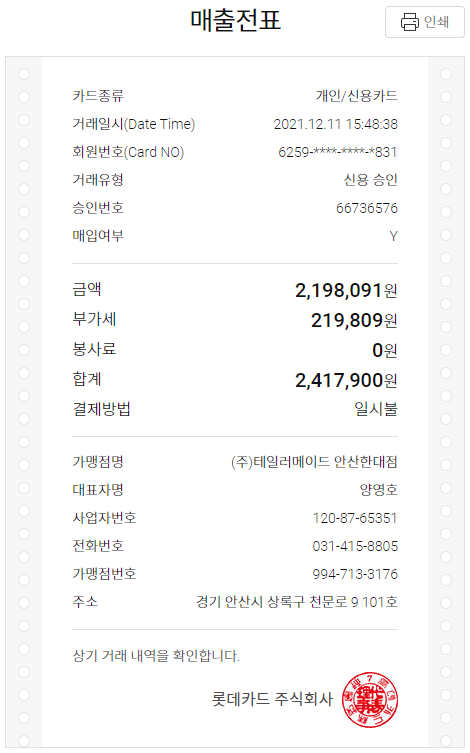 매출전표
인쇄
카드종류 개인/신용카드
거래일시(Date Time) 2021.12.11 15:48:38
회원번호(Card NO) 6259-****-****-*831
거래유형 신용 승인
승인번호 66736576
매입여부 Y
금액 2,198,091원
부가세 219,809원
봉사료 0원
합계 2,417,900원
결제방법 일시불
가맹점명 (주)테일러메이드 안산한대점
대표자명 양영호
사업자번호 120-87-65351
전화번호 031-415-8805
가맹점번호 994-713-3176
주소 경기 안산시 상록구 천문로 9 101호
상기 거래 내역을 확인합니다.
롯데카드 주식회사